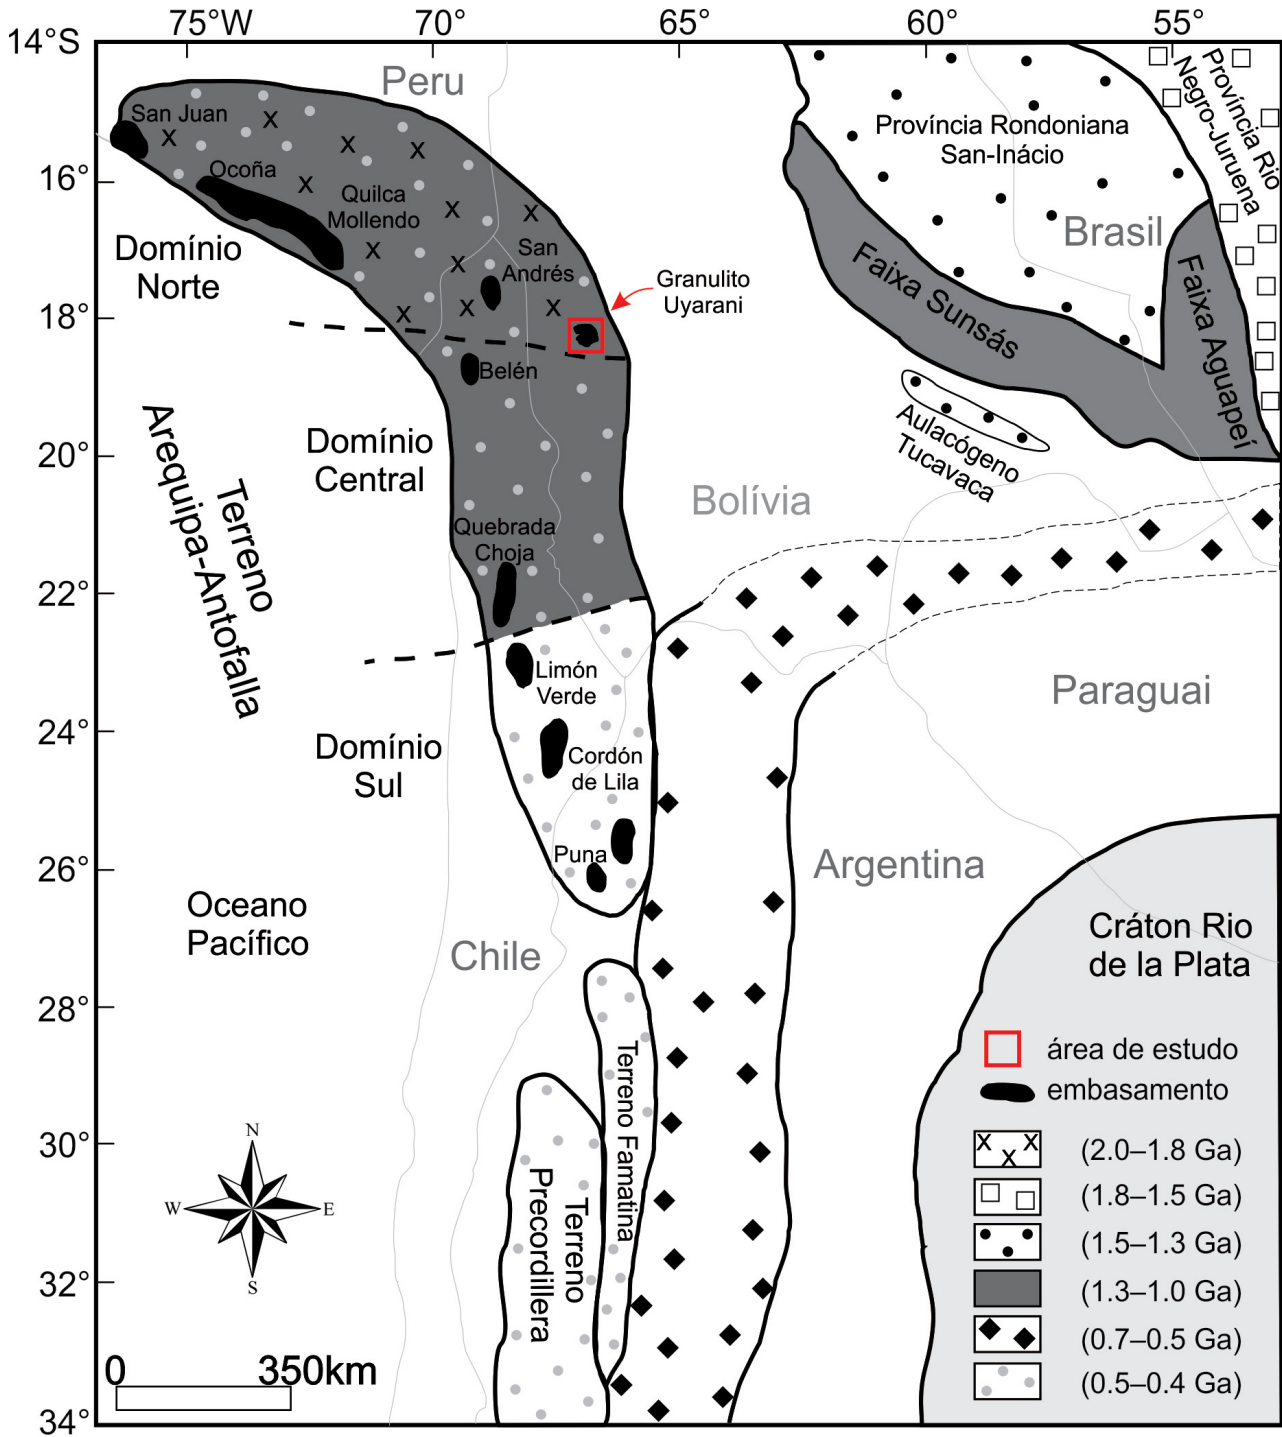 75°W
70°
65°
60°
55°
14°S
16°
18°
20°
22°
24°
26°
28°
30°
32°
34°
Peru
San Juan
Ocoña
Quilca
Mollendo
San
Andrés
Granulito
Uyarani
Domínio
Norte
Belén
Domínio
Central
Terreno
Arequipa-Antofalla
Quebrada
Choja
Limón
Verde
Domínio
Sul
Cordón
de Lila
Puna
Oceano
Pacífico
Chile
Província Rondoniana
San-Inácio
Província Rio
Negro-Juruena
Brasil
Faixa Sunsás
Faixa Aguapeí
Aulacógeno
Tucavaca
Bolívia
Paraguai
Argentina
Cráton Rio
de la Plata
Terreno Famatina
Terreno
Precordillera
N
W
E
S
0
350km
área de estudo
embasamento
(2.0–1.8 Ga)
(1.8–1.5 Ga)
(1.5–1.3 Ga)
(1.3–1.0 Ga)
(0.7–0.5 Ga)
(0.5–0.4 Ga)